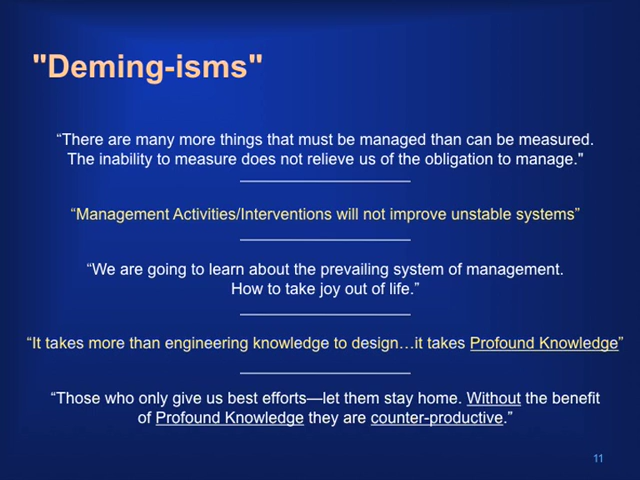 "Deming-isms"
“There are many more things that must be managed than can be measured.
The inability to measure does not relieve us of the obligation to manage."
“Management Activities/Interventions will not improve unstable systems”
“We are going to learn about the prevailing system of management.
How to take joy out of life.”
“It takes more than engineering knowledge to design…it takes Profound Knowledge”
“Those who only give us best efforts—let them stay home. Without the benefit
of Profound Knowledge they are counter-productive.”
11